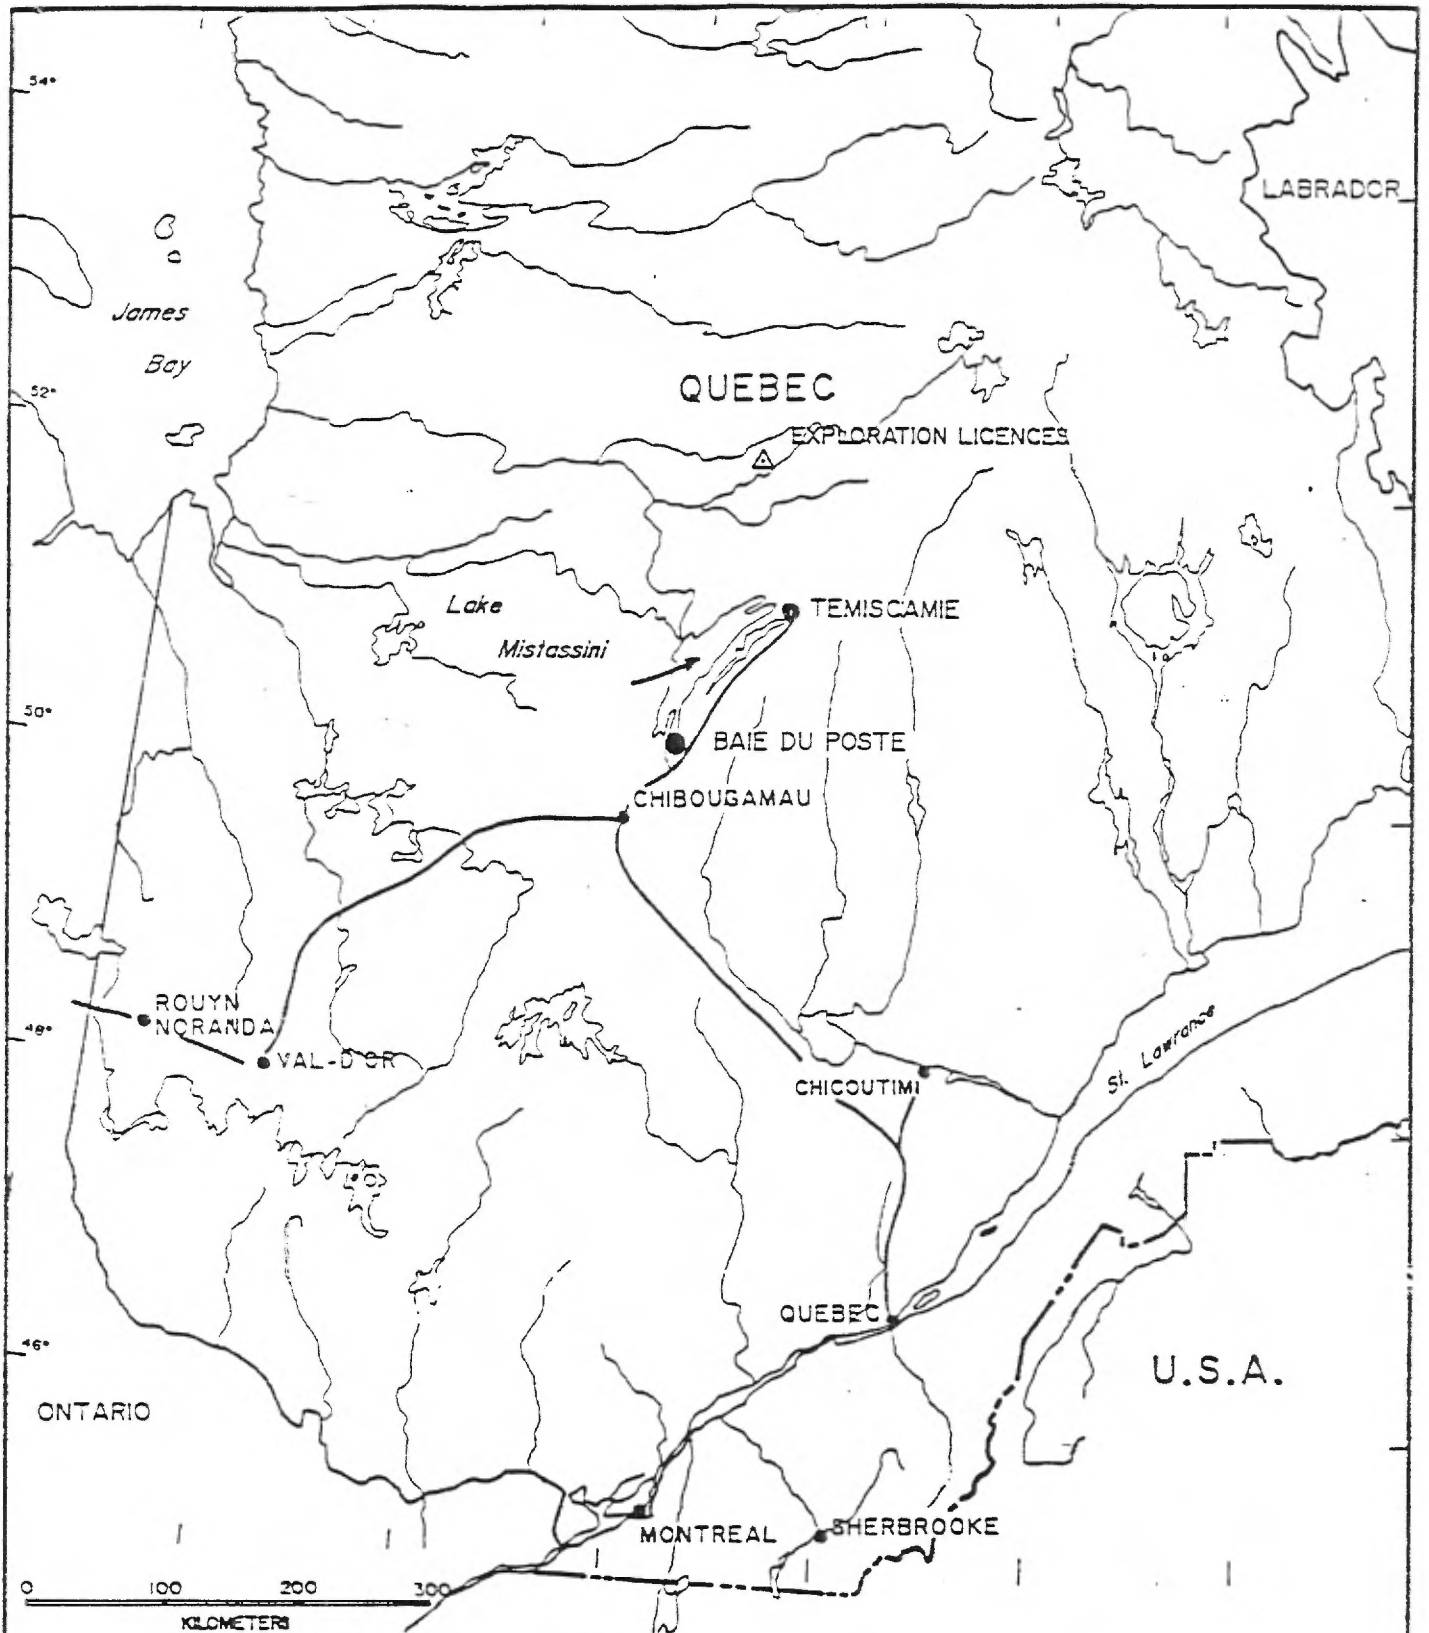 54°
LABRADOR
James
Bay
52°
QUEBEC
EXPLORATION LICENCES
Lake
Mistassini
TEMISCAMIE
50°
BAIE DU POSTE
CHIBOUGAMAU
ROUYN
NORANDA
48°
VAL-D'OR
St. Lawrance
CHICOUTIMI
QUEBEC
46°
U.S.A.
ONTARIO
MONTREAL
SHERBROOKE
0 100 200 300
KILOMETERS